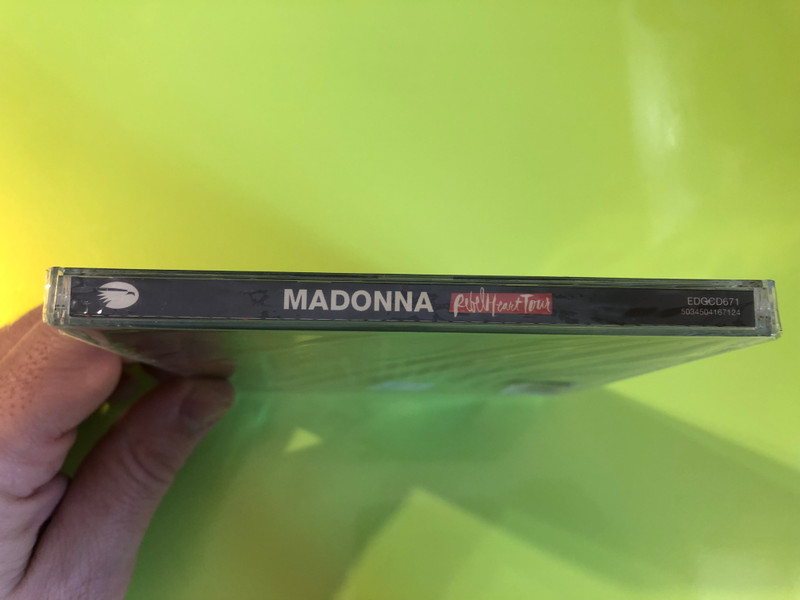 MADONNA
Rebel Heart Tour
EDGCD671
5034504167124